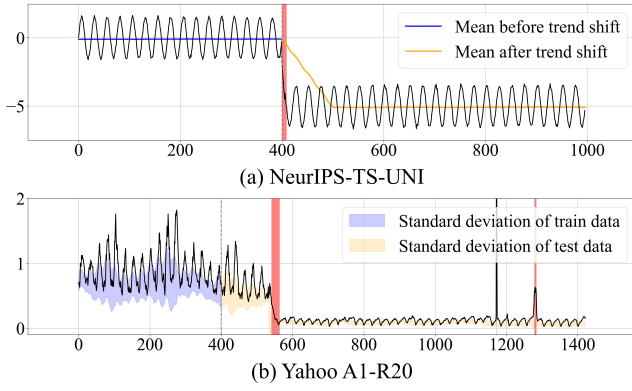 0
−5
Mean before trend shift
Mean after trend shift
0 200 400 600 800 1000
(a) NeurIPS-TS-UNI
2
1
0
Standard deviation of train data
Standard deviation of test data
0 200 400 600 800 1000 1200 1400
(b) Yahoo A1-R20